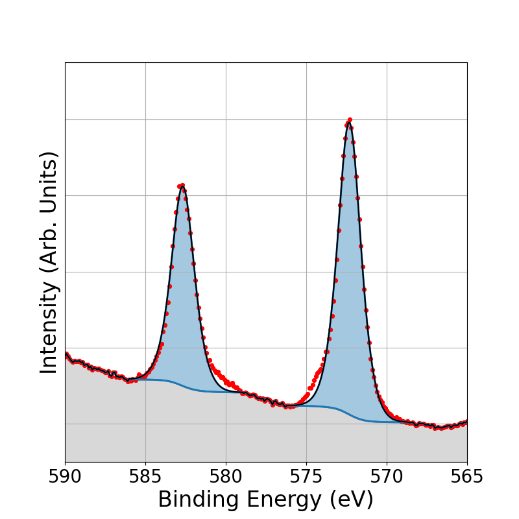 Intensity (Arb. Units)
590 585 580 575 570 565
Binding Energy (eV)